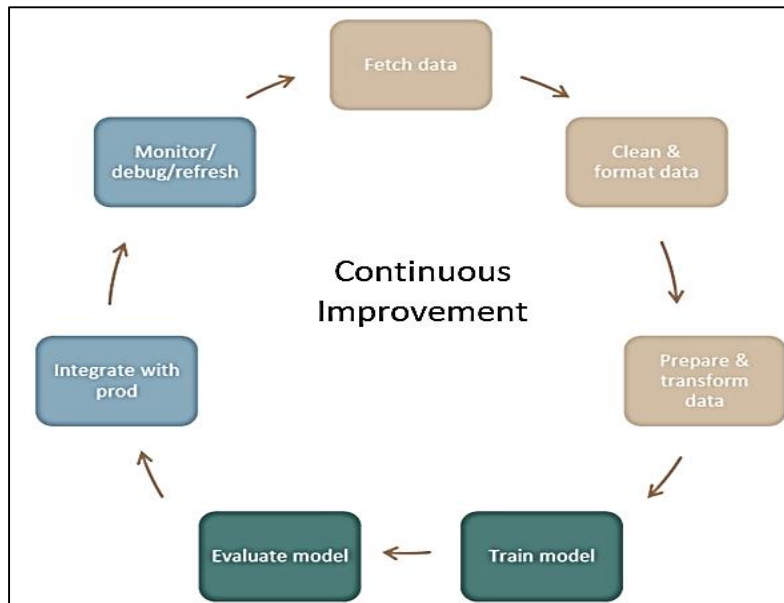 Fetch data
Clean &
format data
Prepare &
transform
data
Train model
Evaluate model
Integrate with
prod
Monitor/
debug/refresh
Continuous
Improvement